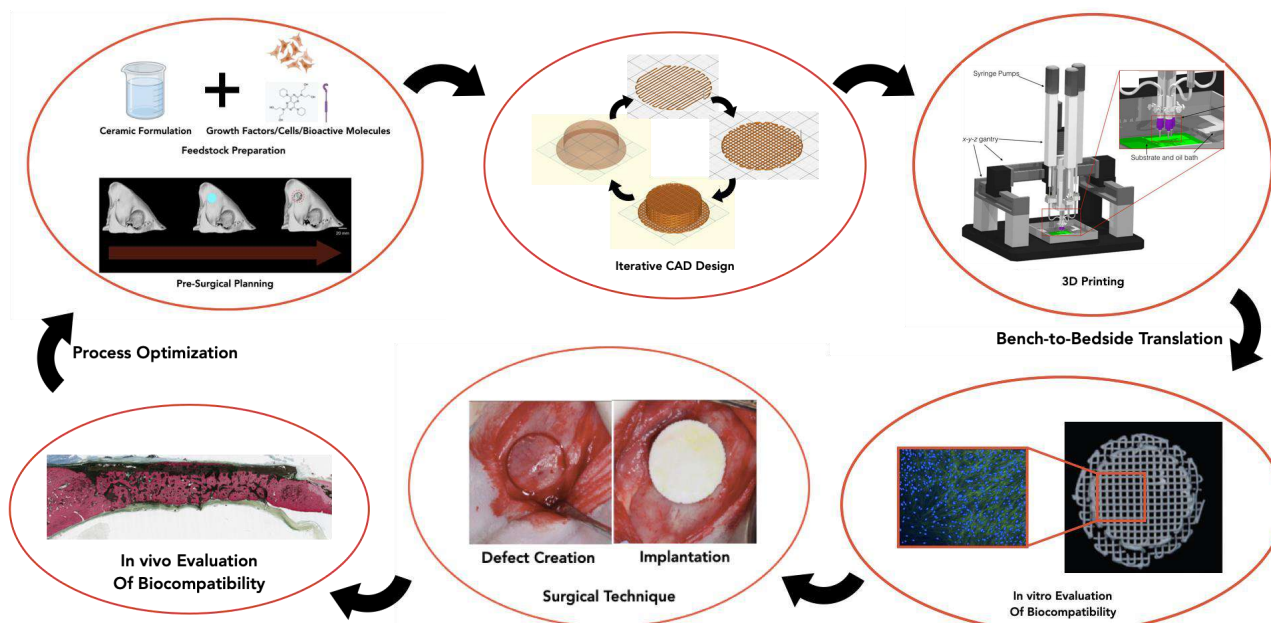 Ceramic Formulation
Growth Factors/Cells/Bioactive Molecules
Feedstock Preparation
20 mm
Pre-Surgical Planning
Iterative CAD Design
Syringe Pumps
x-y-z gantry
Substrate and oil bath
3D Printing
Process Optimization
Bench-to-Bedside Translation
In vivo Evaluation
Of Biocompatibility
Defect Creation
Implantation
Surgical Technique
In vitro Evaluation
Of Biocompatibility